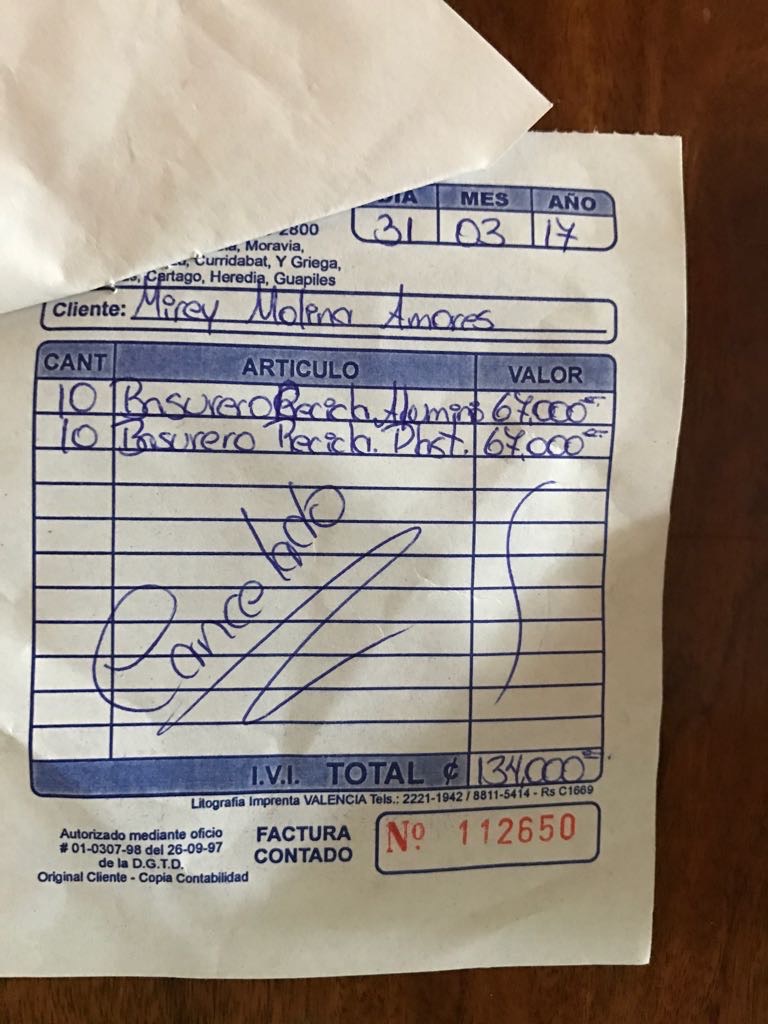 DIA MES AÑO
31 03 17
2800
Moravia,
Curridabat, Y Griega,
Cartago, Heredia, Guapiles
Cliente: Mirey Molina Amores
CANT ARTICULO VALOR
10 Basurero Recicla. Alumini 67.000
10 Basurero Recicla. Plast. 67.000
Cancelado
I.V.I. TOTAL ¢ 134.000
Litografía Imprenta VALENCIA Tels.: 2221-1942 / 8811-5414 - Rs C1669
Autorizado mediante oficio
# 01-0307-98 del 26-09-97
de la D.G.T.D.
Original Cliente - Copia Contabilidad
FACTURA
CONTADO
Nº 112650